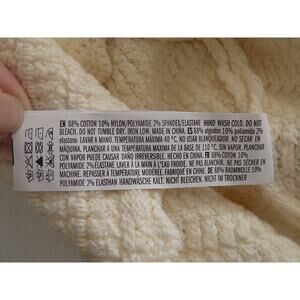 EN 88% COTTON 10% NYLON/POLYAMIDE 2% SPANDEX/ELASTANE HAND WASH COLD. DO NOT
BLEACH. DO NOT TUMBLE DRY. IRON LOW. MADE IN CHINA. ES 88% algodón 10% poliamida 2%
elastano LAVAR A MANO. TEMPERATURA MÁXIMA 40 °C. NO USAR BLANQUEADOR. NO SECAR EN
MÁQUINA. PLANCHAR A UNA TEMPERATURA MÁXIMA DE LA BASE DE 110 °C, SIN VAPOR. PLANCHAR
CON VAPOR PUEDE CAUSAR DAÑO IRREVERSIBLE. HECHO EN CHINA. FR 88% COTON 10%
POLYAMIDE 2% ÉLASTHANNE LAVER À LA MAIN. NE PAS BLANCHIR. NE PAS SÉCHER EN
MACHINE. REPASSER À TEMPÉRATURE MODÉRÉE. FABRIQUÉ EN CHINE. DE 88% BAUMWOLLE 10%
POLYAMID 2% ELASTHAN HANDWÄSCHE KALT. NICHT BLEICHEN. NICHT IM TROCKNER